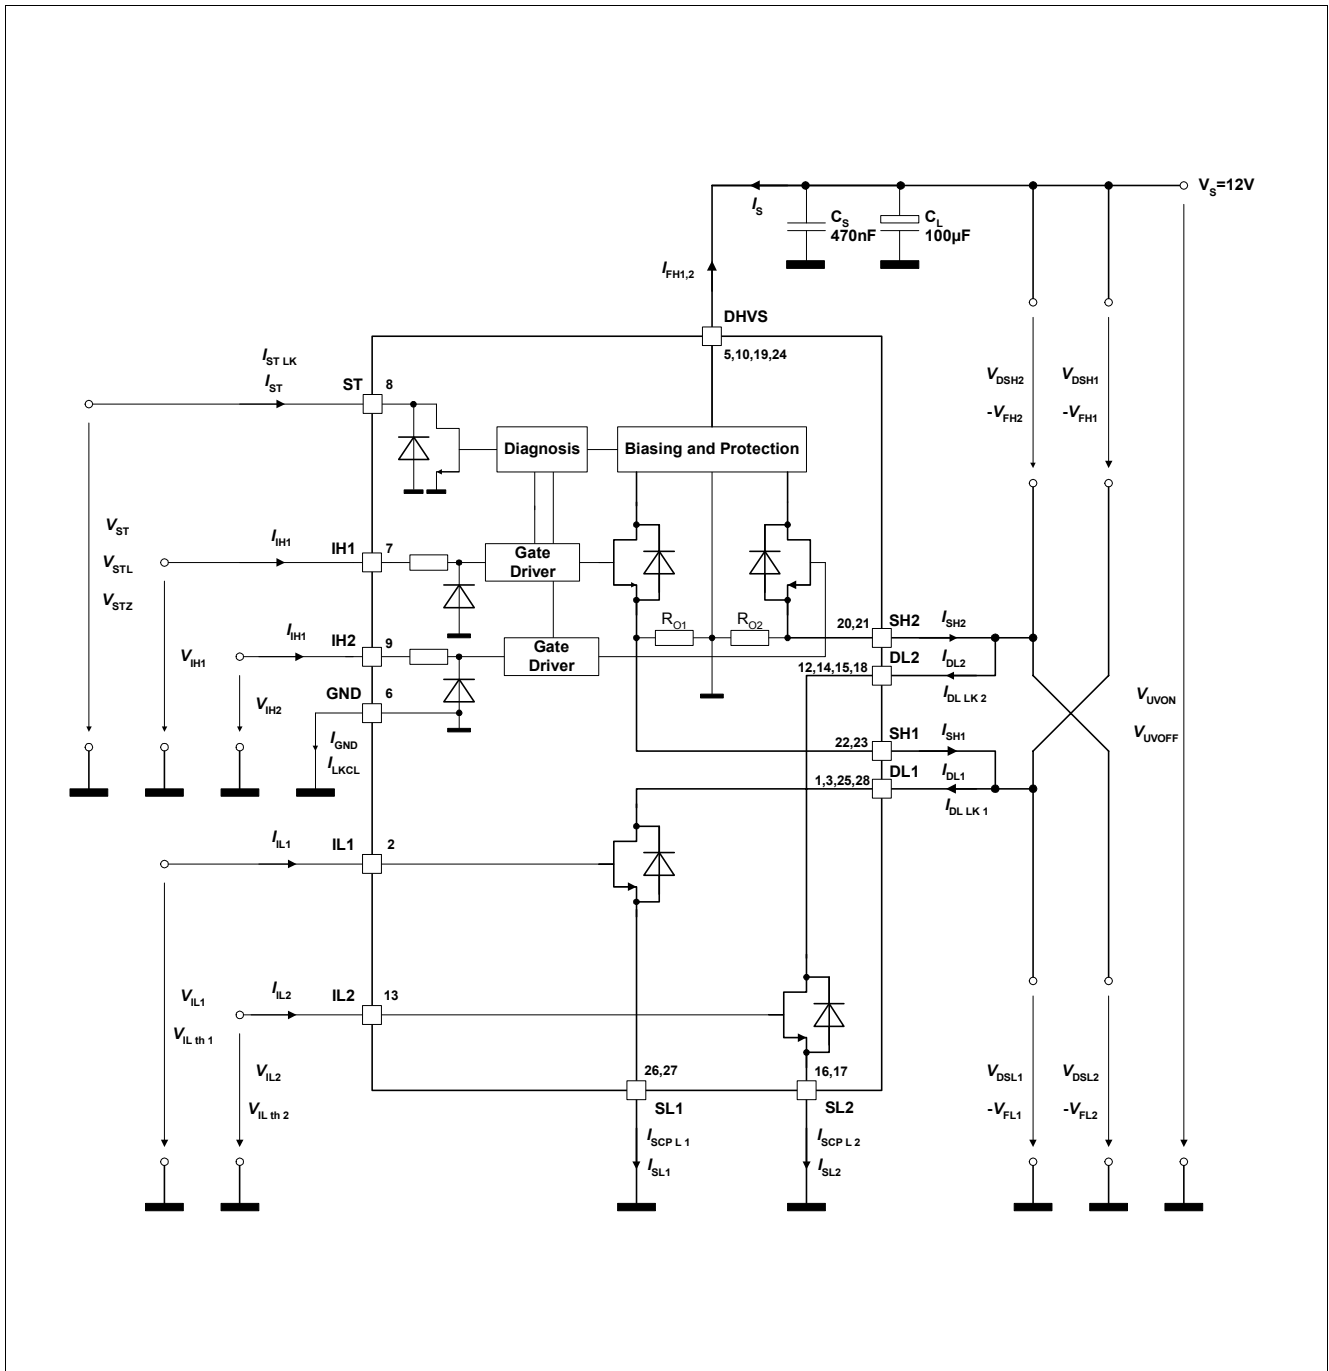 V_S=12V
I_S
C_S
470nF
C_L
100µF
I_FH1,2
DHVS
5,10,19,24
I_ST LK
I_ST
ST
8
V_DSH2
-V_FH2
V_DSH1
-V_FH1
Diagnosis
Biasing and Protection
V_ST
V_STL
V_STZ
I_IH1
IH1
7
Gate
Driver
R_O1
R_O2
20,21
SH2
I_SH2
I_IH1
IH2
9
Gate
Driver
12,14,15,18
DL2
I_DL2
I_DL LK 2
V_IH1
V_IH2
GND
6
I_GND
I_LKCL
V_UVON
V_UVOFF
22,23
SH1
I_SH1
1,3,25,28
DL1
I_DL1
I_DL LK 1
I_IL1
IL1
2
V_IL1
V_IL th 1
I_IL2
IL2
13
V_IL2
V_IL th 2
26,27
SL1
16,17
SL2
V_DSL1
-V_FL1
V_DSL2
-V_FL2
I_SCP L 1
I_SL1
I_SCP L 2
I_SL2